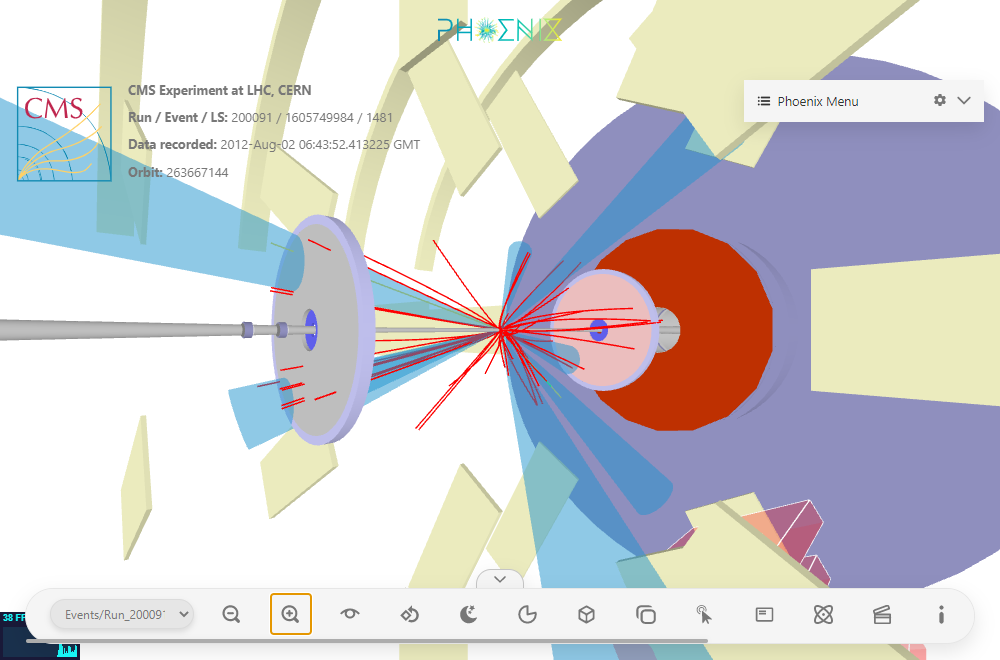 PHOENIX
CMS
CMS Experiment at LHC, CERN
Run / Event / LS: 200091 / 1605749984 / 1481
Data recorded: 2012-Aug-02 06:43:52.413225 GMT
Orbit: 263667144
Phoenix Menu
Events/Run_20009
38 FP